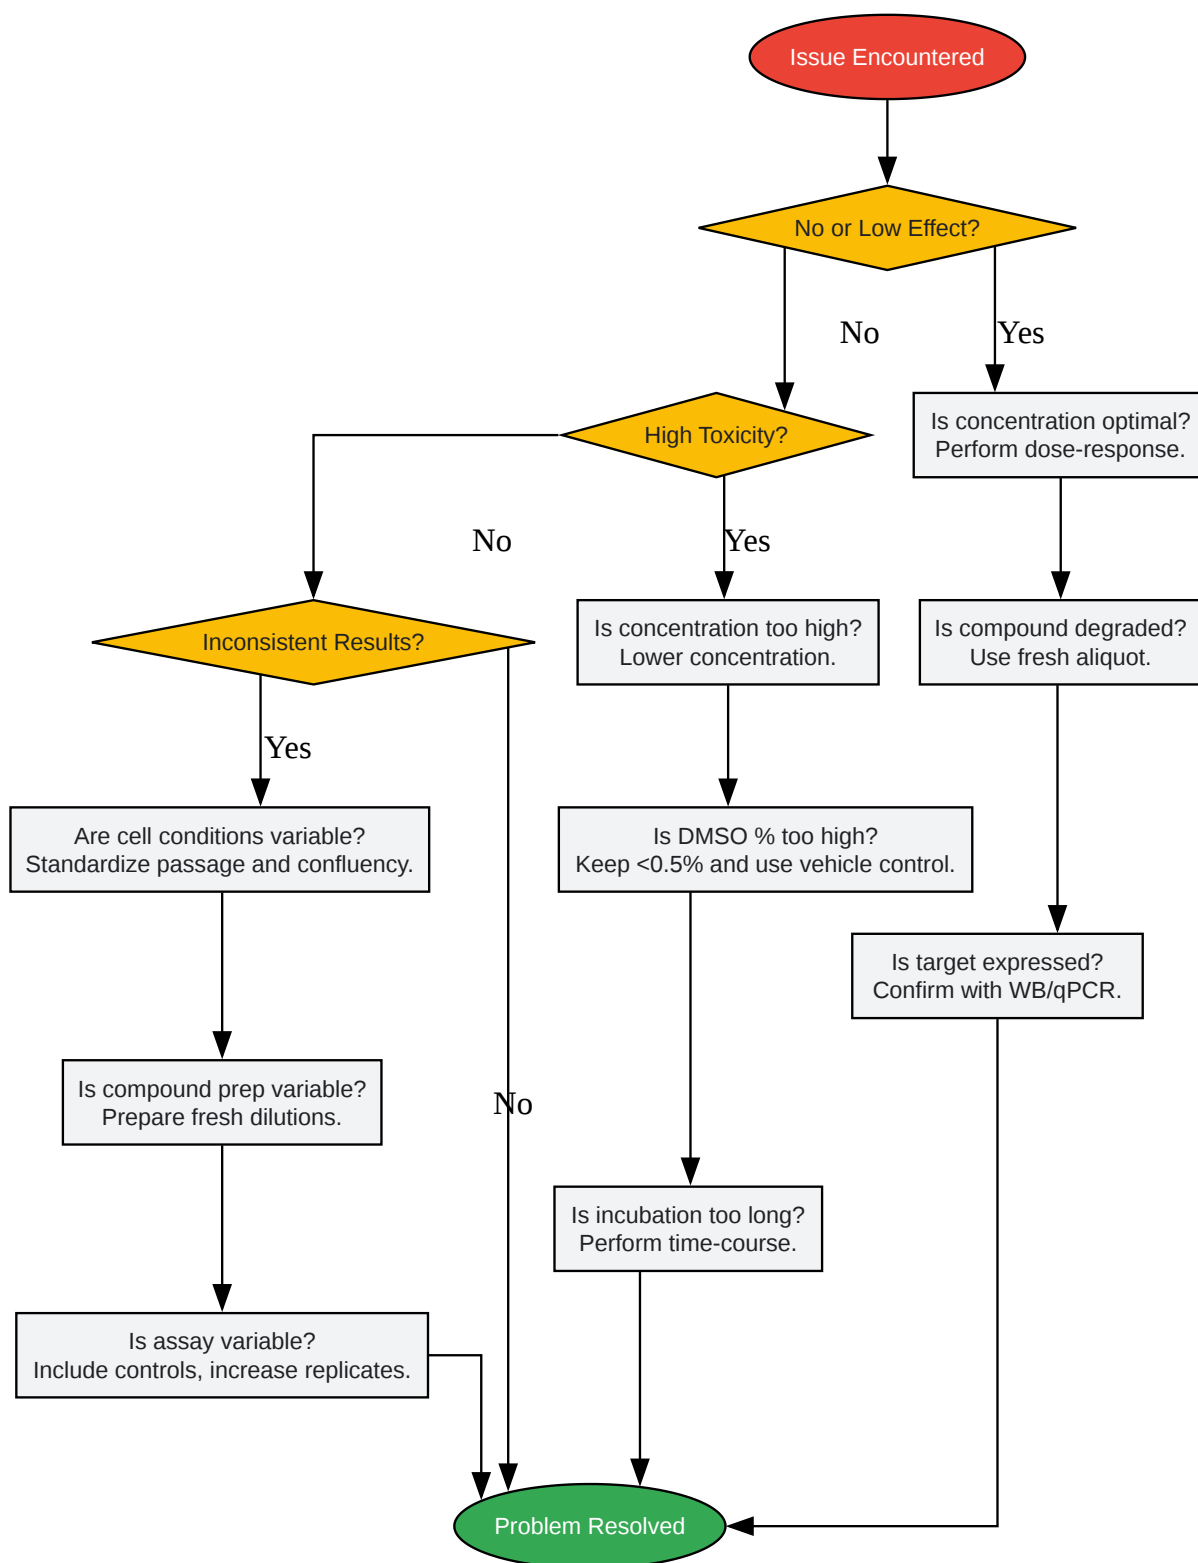 Issue Encountered
No or Low Effect?
No
Yes
High Toxicity?
Is concentration optimal?
Perform dose-response.
No
Yes
Inconsistent Results?
Is concentration too high?
Lower concentration.
Is compound degraded?
Use fresh aliquot.
Yes
Are cell conditions variable?
Standardize passage and confluency.
Is DMSO % too high?
Keep <0.5% and use vehicle control.
Is target expressed?
Confirm with WB/qPCR.
Is compound prep variable?
Prepare fresh dilutions.
No
Is incubation too long?
Perform time-course.
Is assay variable?
Include controls, increase replicates.
Problem Resolved